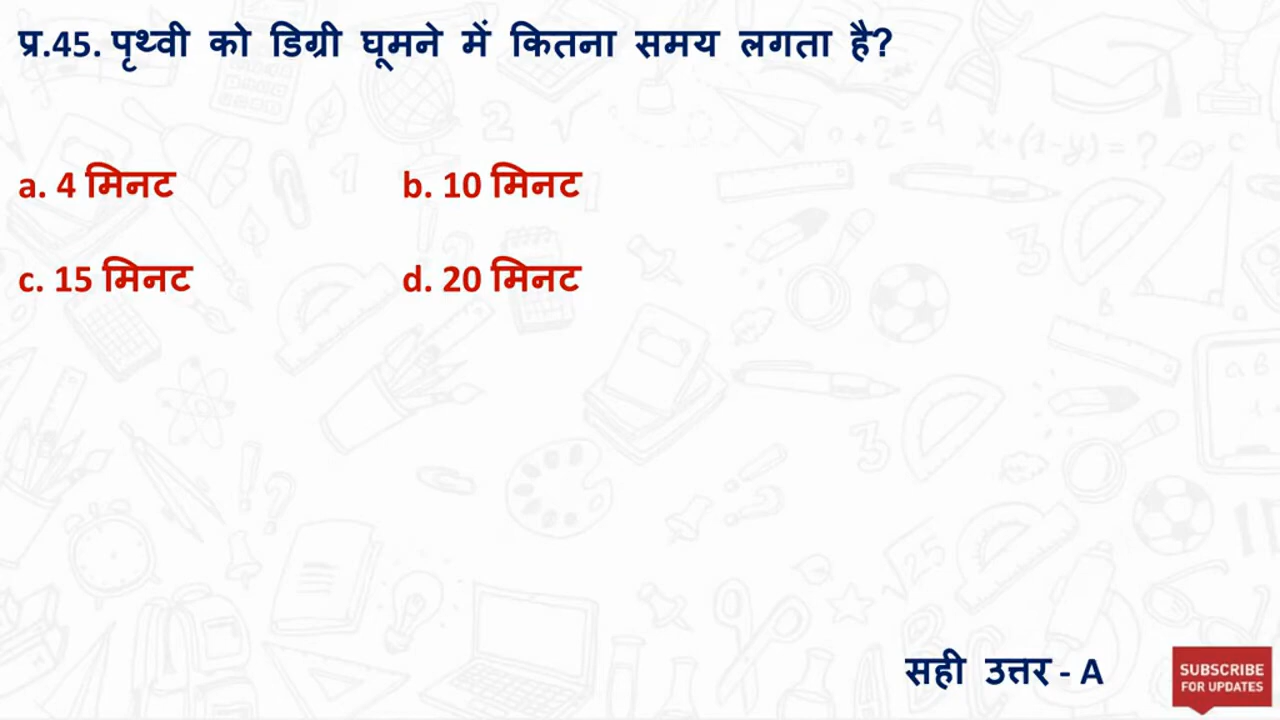 प्र.45. पृथ्वी को डिग्री घूमने में कितना समय लगता है?
a. 4 मिनट b. 10 मिनट
c. 15 मिनट d. 20 मिनट
सही उत्तर - A
SUBSCRIBE
FOR UPDATES